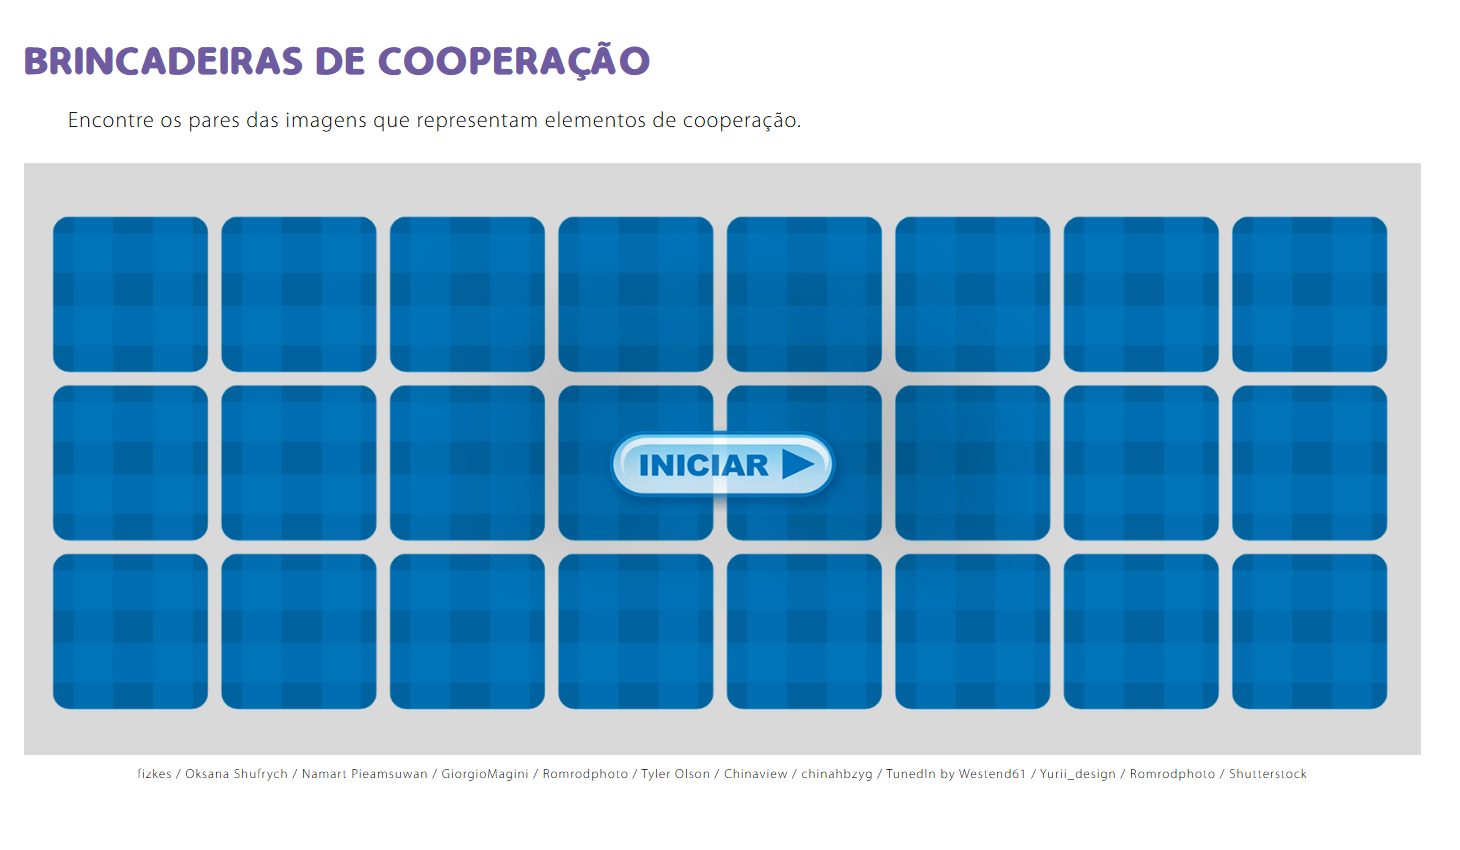 BRINCADEIRAS DE COOPERAÇÃO
Encontre os pares das imagens que representam elementos de cooperação.
INICIAR
fizkes / Oksana Shufrych / Namart Pieamsuwan / GiorgioMagini / Romrodphoto / Tyler Olson / Chinaview / chinahbzyg / TunedIn by Westend61 / Yurii_design / Romrodphoto / Shutterstock